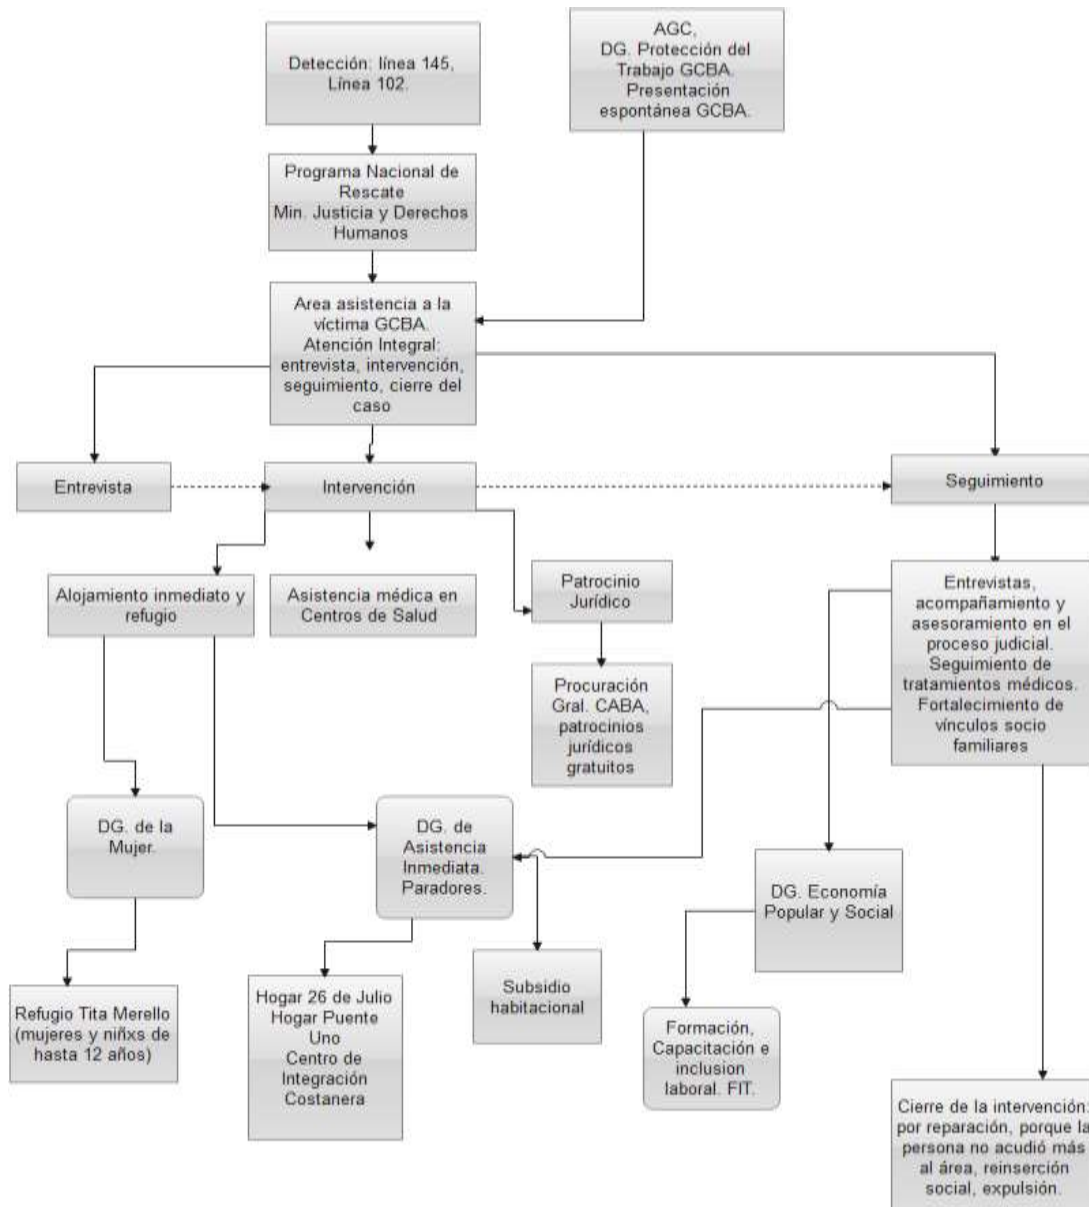 Detección: línea 145,
Línea 102.
AGC,
DG. Protección del
Trabajo GCBA.
Presentación
espontánea GCBA.
Programa Nacional de
Rescate
Min. Justicia y Derechos
Humanos
Area asistencia a la
víctima GCBA.
Atención Integral:
entrevista, intervención,
seguimiento, cierre del
caso
Entrevista
Intervención
Seguimiento
Alojamiento inmediato y
refugio
Asistencia médica en
Centros de Salud
Patrocinio
Jurídico
Entrevistas,
acompañamiento y
asesoramiento en el
proceso judicial.
Seguimiento de
tratamientos médicos.
Fortalecimiento de
vínculos socio
familiares
Procuración
Gral. CABA,
patrocinios
jurídicos
gratuitos
DG. de la
Mujer.
DG. de
Asistencia
Inmediata.
Paradores.
DG. Economía
Popular y Social
Refugio Tita Merello
(mujeres y niñxs de
hasta 12 años)
Hogar 26 de Julio
Hogar Puente
Uno
Centro de
Integración
Costanera
Subsidio
habitacional
Formación,
Capacitación e
inclusion
laboral. FIT.
Cierre de la intervención:
por reparación, porque la
persona no acudió más
al área, reinserción
social, expulsión.